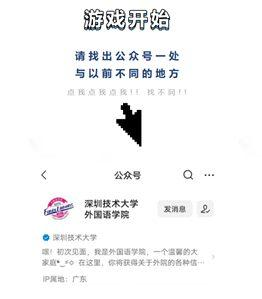 游戏开始
请找出公众号一处
与以前不同的地方
点我点我点我!! 找不同!!
公众号
深圳技术大学
外国语学院
发消息
深圳技术大学
嘿! 初次见面，我是外国语学院，一个温馨的大
在这里，你将获得关于外院的各种信…
IP属地：广东